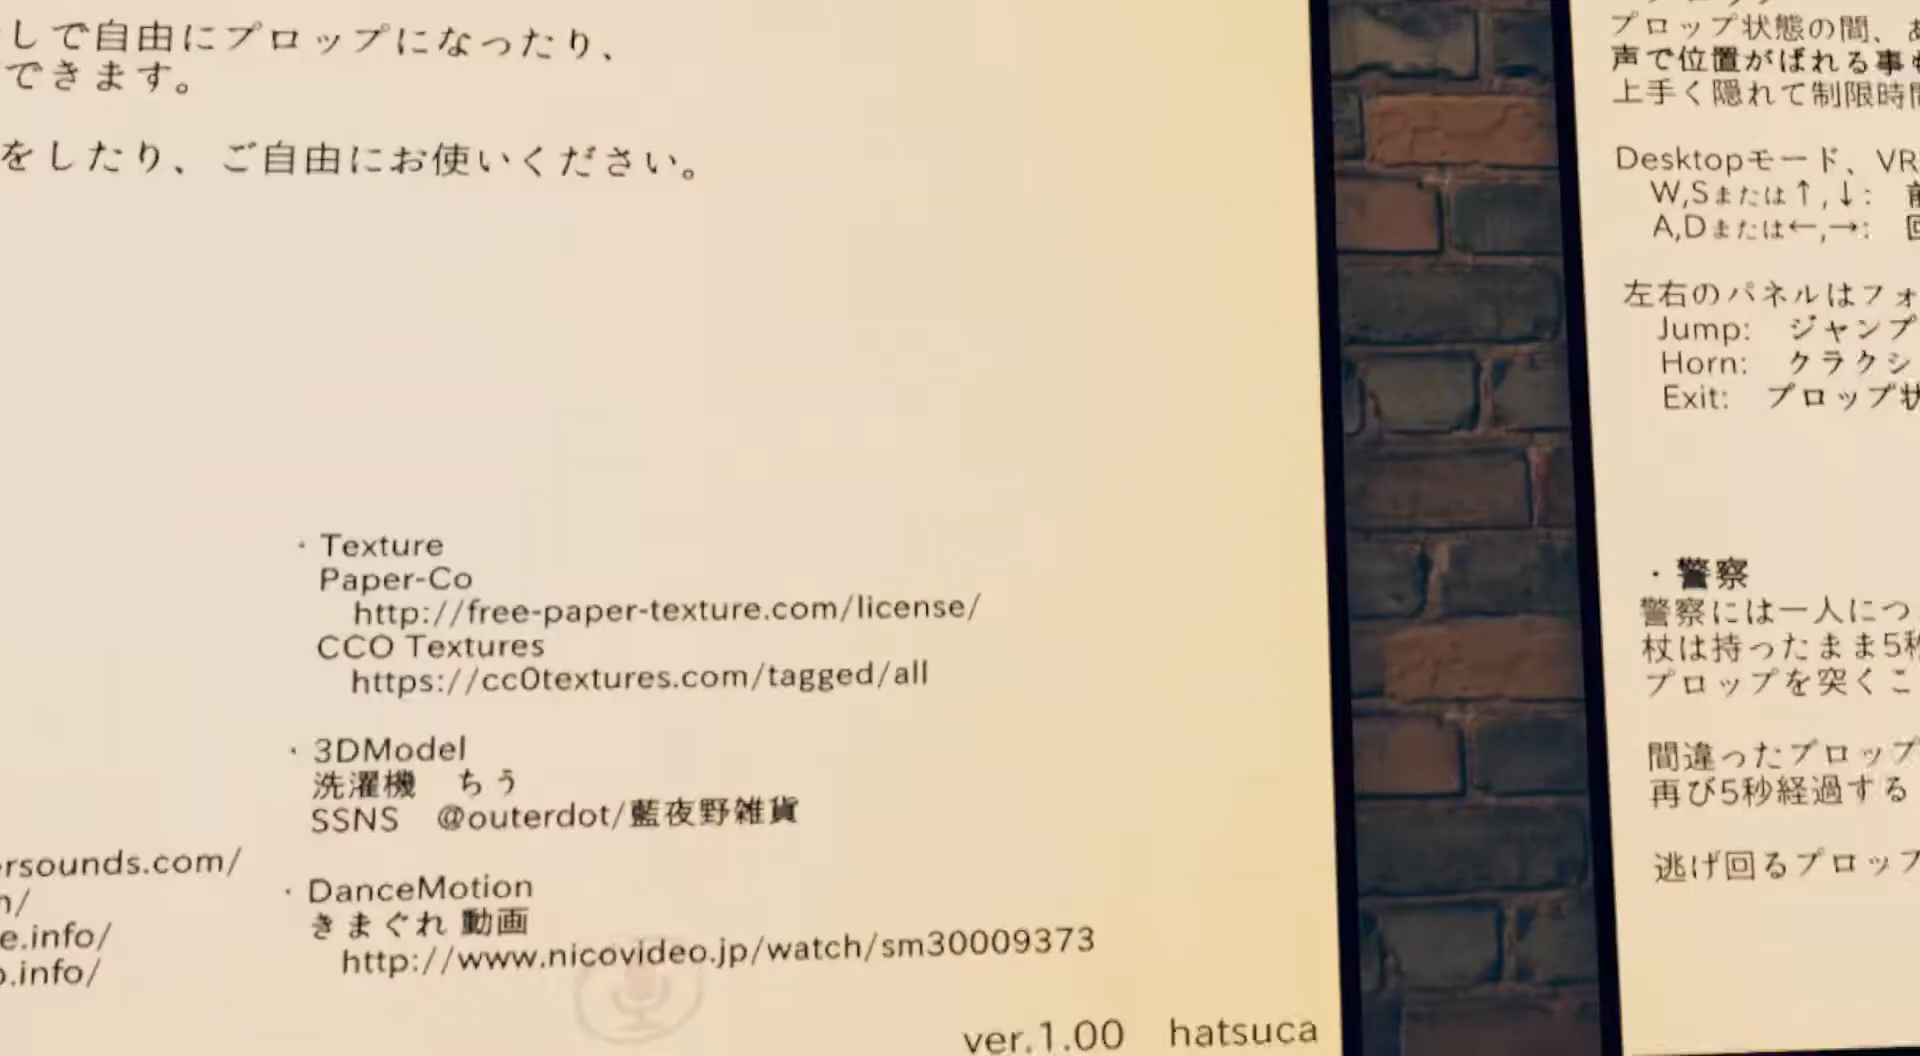 しで自由にプロップになったり、
できます。
をしたり、ご自由にお使いください。
・Texture
Paper-Co
http://free-paper-texture.com/license/
CC0 Textures
https://cc0textures.com/tagged/all
・3DModel
洗濯機　ちう
SSNS　@outerdot/藍夜野雑貨
・DanceMotion
きまぐれ 動画
http://www.nicovideo.jp/watch/sm30009373
ersounds.com/
/
e.info/
o.info/
ver.1.00　hatsuca
プロップ状態の間、
声で位置がばれる事
上手く隠れて制限時間
Desktopモード、VR
W,Sまたは↑,↓:
A,Dまたは←,→:
左右のパネルはフォ
Jump:　ジャンプ
Horn:　クラクシ
Exit:　プロップ状
・警察
警察には一人につ
杖は持ったまま5秒
プロップを突くこ
間違ったプロップ
再び5秒経過する
逃げ回るプロップ